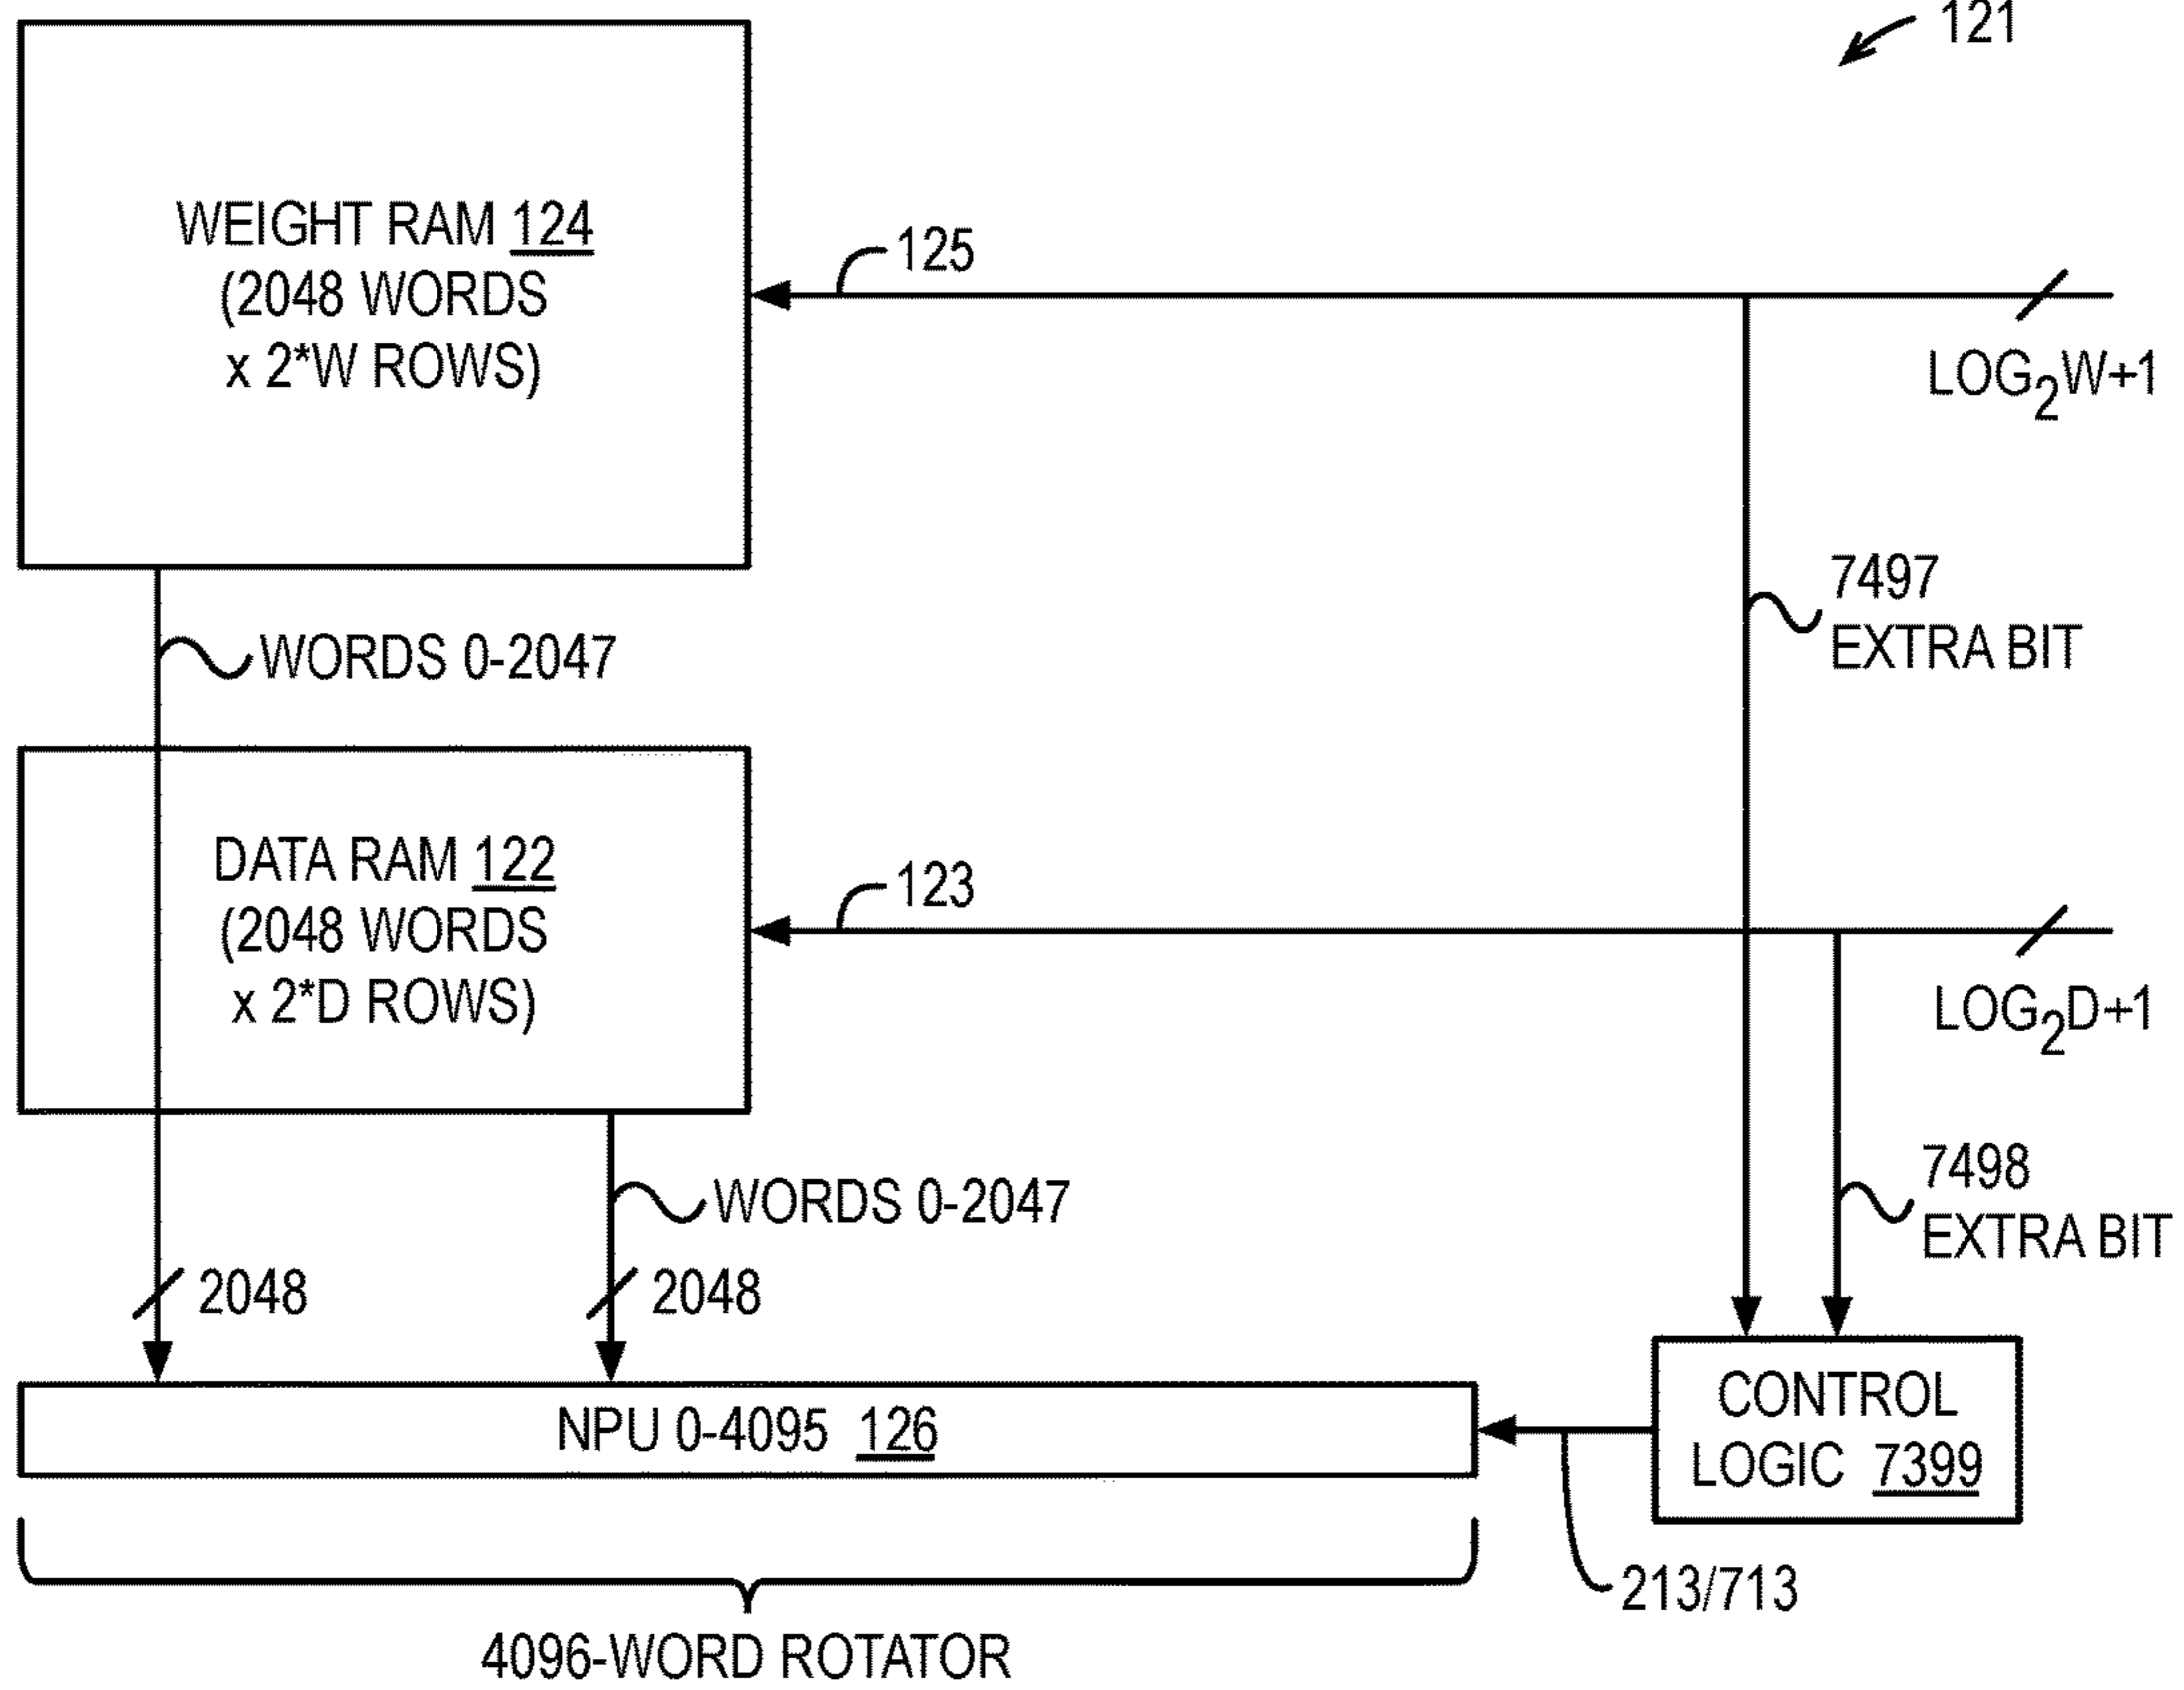 121
WEIGHT RAM 124
(2048 WORDS
x 2*W ROWS)
125
LOG2W+1
7497
EXTRA BIT
WORDS 0-2047
DATA RAM 122
(2048 WORDS
x 2*D ROWS)
123
LOG2D+1
7498
EXTRA BIT
WORDS 0-2047
2048
2048
NPU 0-4095 126
CONTROL
LOGIC 7399
213/713
4096-WORD ROTATOR